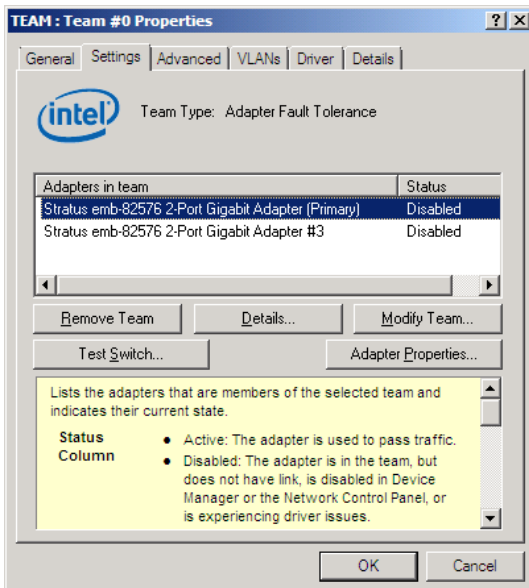 TEAM : Team #0 Properties
General Settings Advanced VLANs Driver Details
intel Team Type: Adapter Fault Tolerance
Adapters in team Status
Stratus emb-82576 2-Port Gigabit Adapter (Primary) Disabled
Stratus emb-82576 2-Port Gigabit Adapter #3 Disabled
Remove Team Details... Modify Team...
Test Switch... Adapter Properties...
Lists the adapters that are members of the selected team and
indicates their current state.
Status Column
● Active: The adapter is used to pass traffic.
● Disabled: The adapter is in the team, but
does not have link, is disabled in Device
Manager or the Network Control Panel, or
is experiencing driver issues.
OK Cancel